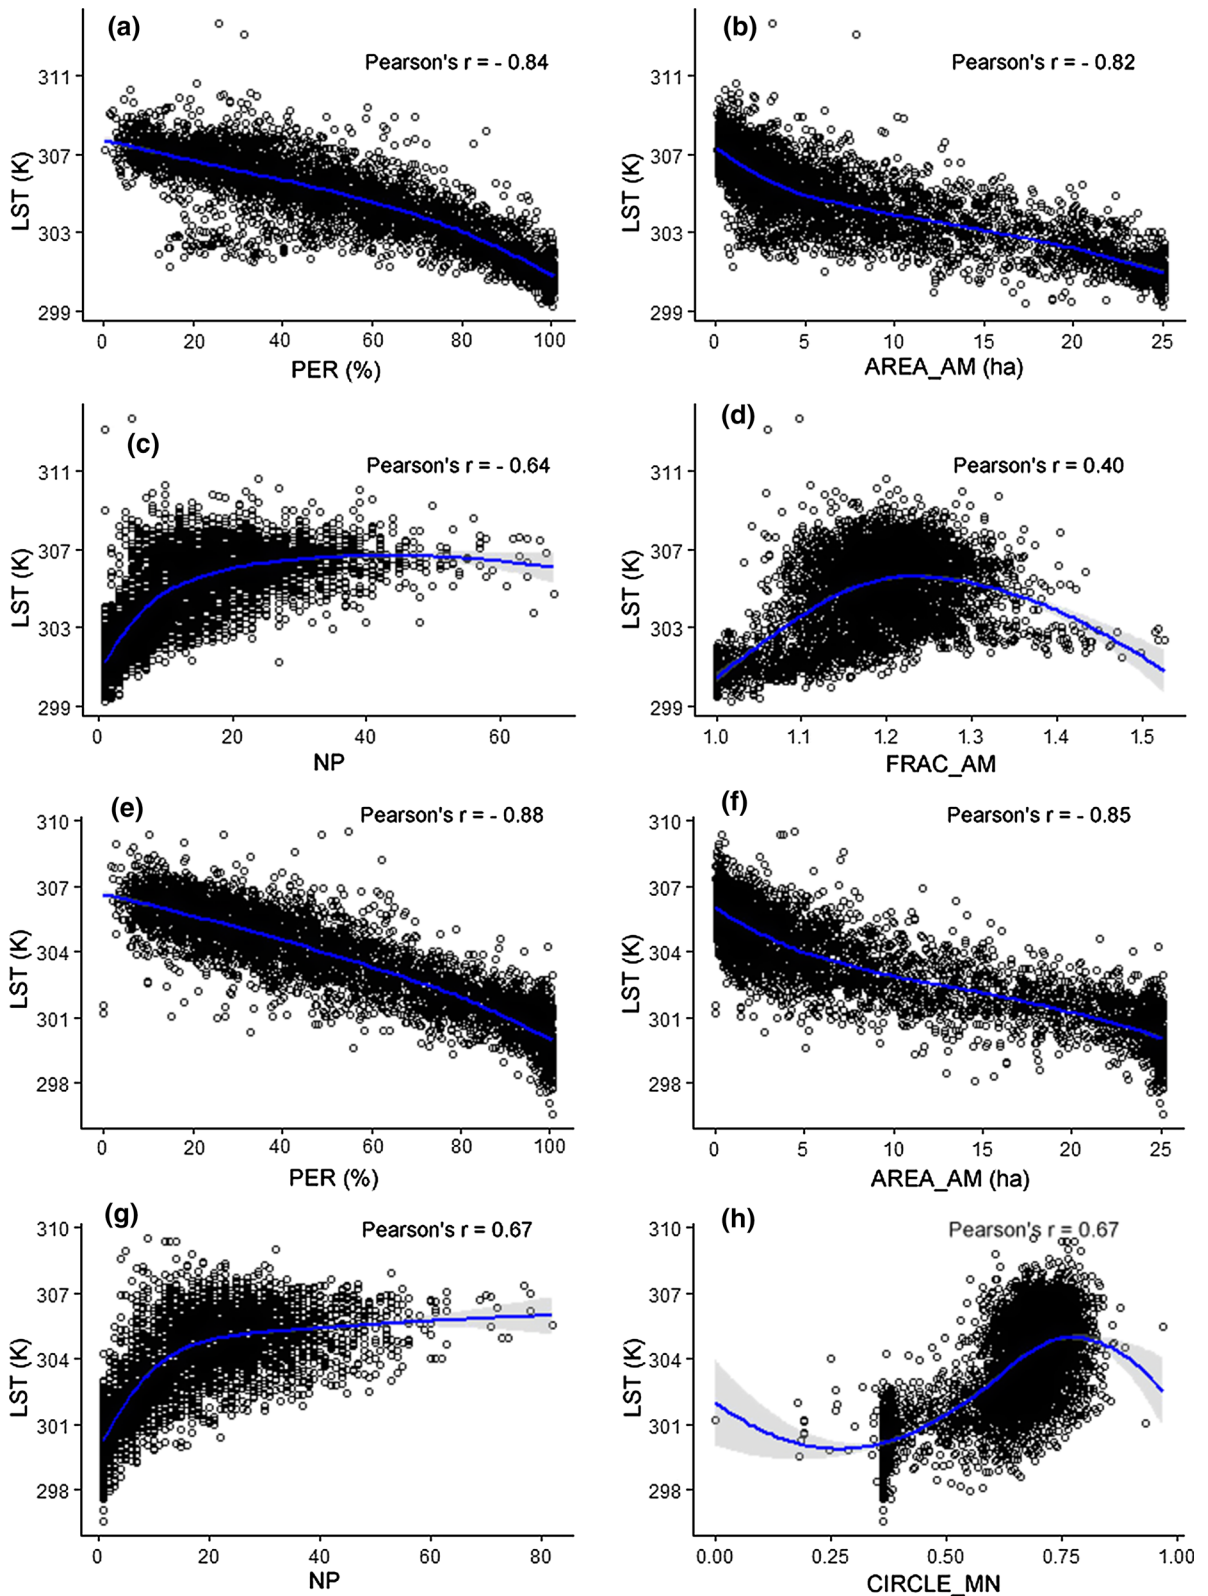 (a)
Pearson's r = - 0.84
311
307
303
299
LST (K)
0 20 40 60 80 100
PER (%)
(b)
Pearson's r = - 0.82
311
307
303
299
LST (K)
0 5 10 15 20 25
AREA_AM (ha)
(c)
Pearson's r = - 0.64
311
307
303
299
LST (K)
0 20 40 60
NP
(d)
Pearson's r = 0.40
311
307
303
299
LST (K)
1.0 1.1 1.2 1.3 1.4 1.5
FRAC_AM
(e)
Pearson's r = - 0.88
310
307
304
301
298
LST (K)
0 20 40 60 80 100
PER (%)
(f)
Pearson's r = - 0.85
310
307
304
301
298
LST (K)
0 5 10 15 20 25
AREA_AM (ha)
(g)
Pearson's r = 0.67
310
307
304
301
298
LST (K)
0 20 40 60 80
NP
(h)
Pearson's r = 0.67
310
307
304
301
298
LST (K)
0.00 0.25 0.50 0.75 1.00
CIRCLE_MN